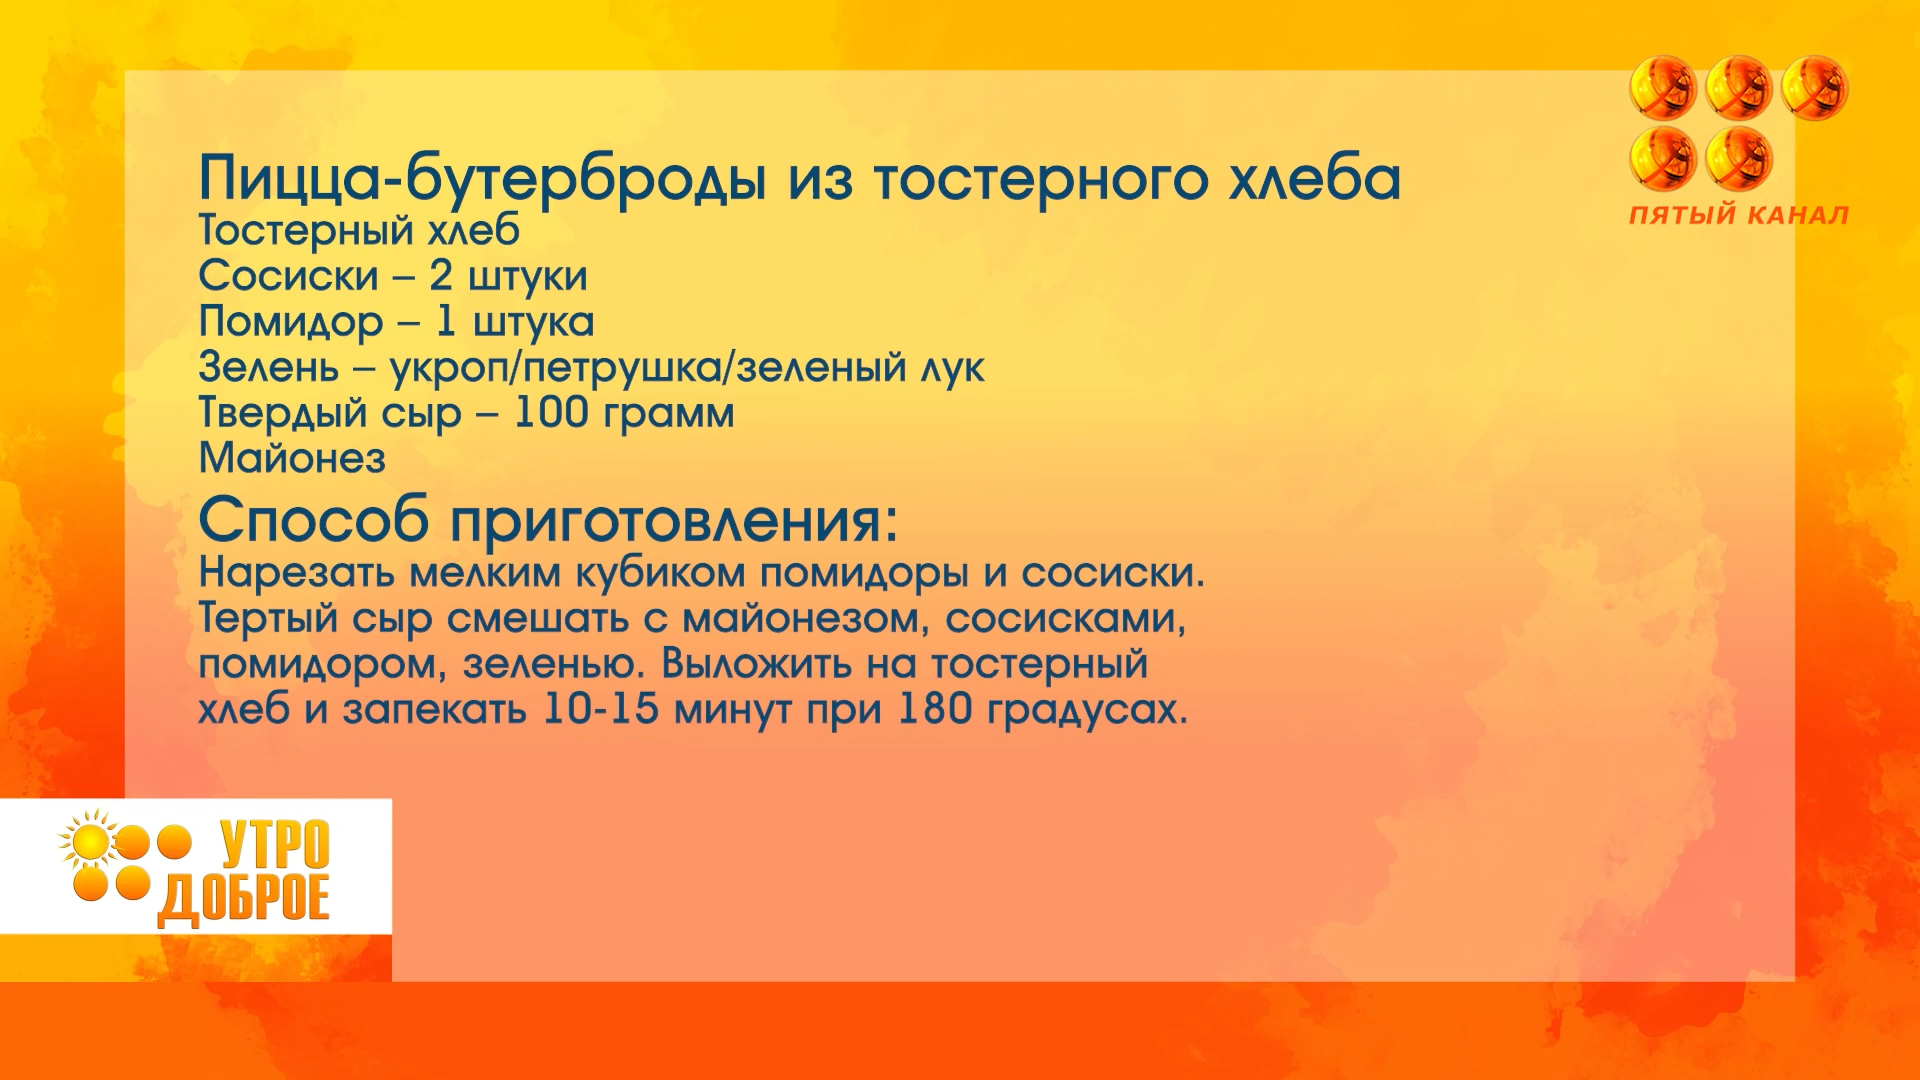 Пицца-бутерброды из тостерного хлеба
Тостерный хлеб
Сосиски – 2 штуки
Помидор – 1 штука
Зелень – укроп/петрушка/зеленый лук
Твердый сыр – 100 грамм
Майонез
Способ приготовления:
Нарезать мелким кубиком помидоры и сосиски.
Тертый сыр смешать с майонезом, сосисками,
помидором, зеленью. Выложить на тостерный
хлеб и запекать 10-15 минут при 180 градусах.
ПЯТЫЙ КАНАЛ
УТРО
ДОБРОЕ